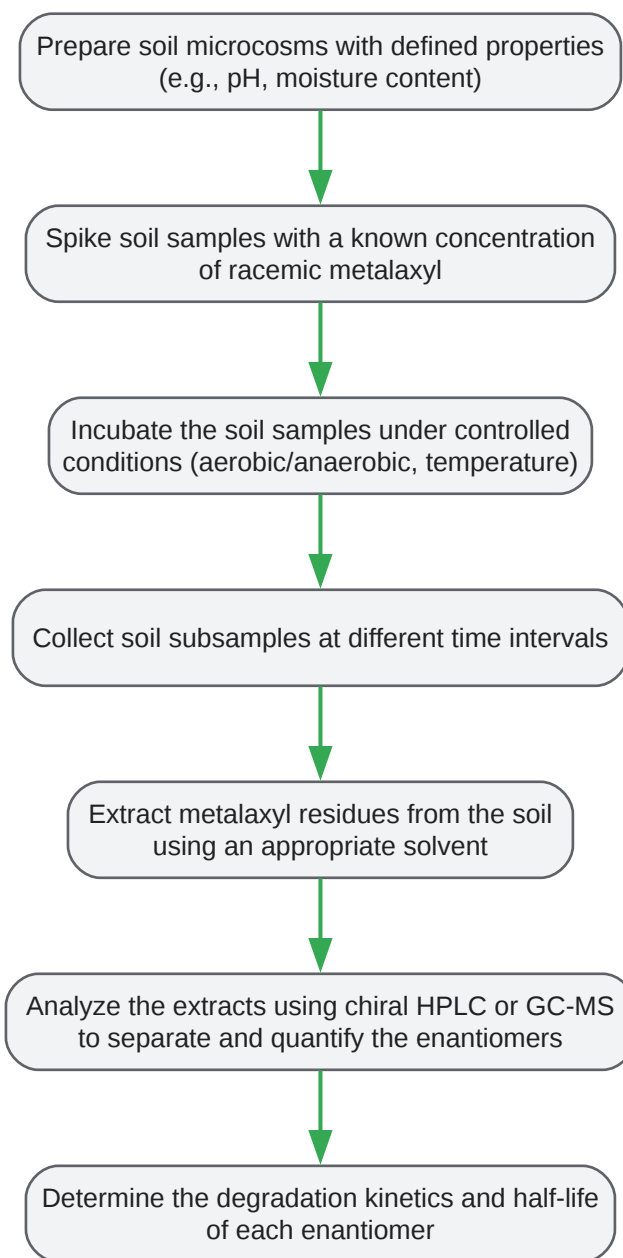 Prepare soil microcosms with defined properties
(e.g., pH, moisture content)
Spike soil samples with a known concentration
of racemic metalaxyl
Incubate the soil samples under controlled
conditions (aerobic/anaerobic, temperature)
Collect soil subsamples at different time intervals
Extract metalaxyl residues from the soil
using an appropriate solvent
Analyze the extracts using chiral HPLC or GC-MS
to separate and quantify the enantiomers
Determine the degradation kinetics and half-life
of each enantiomer